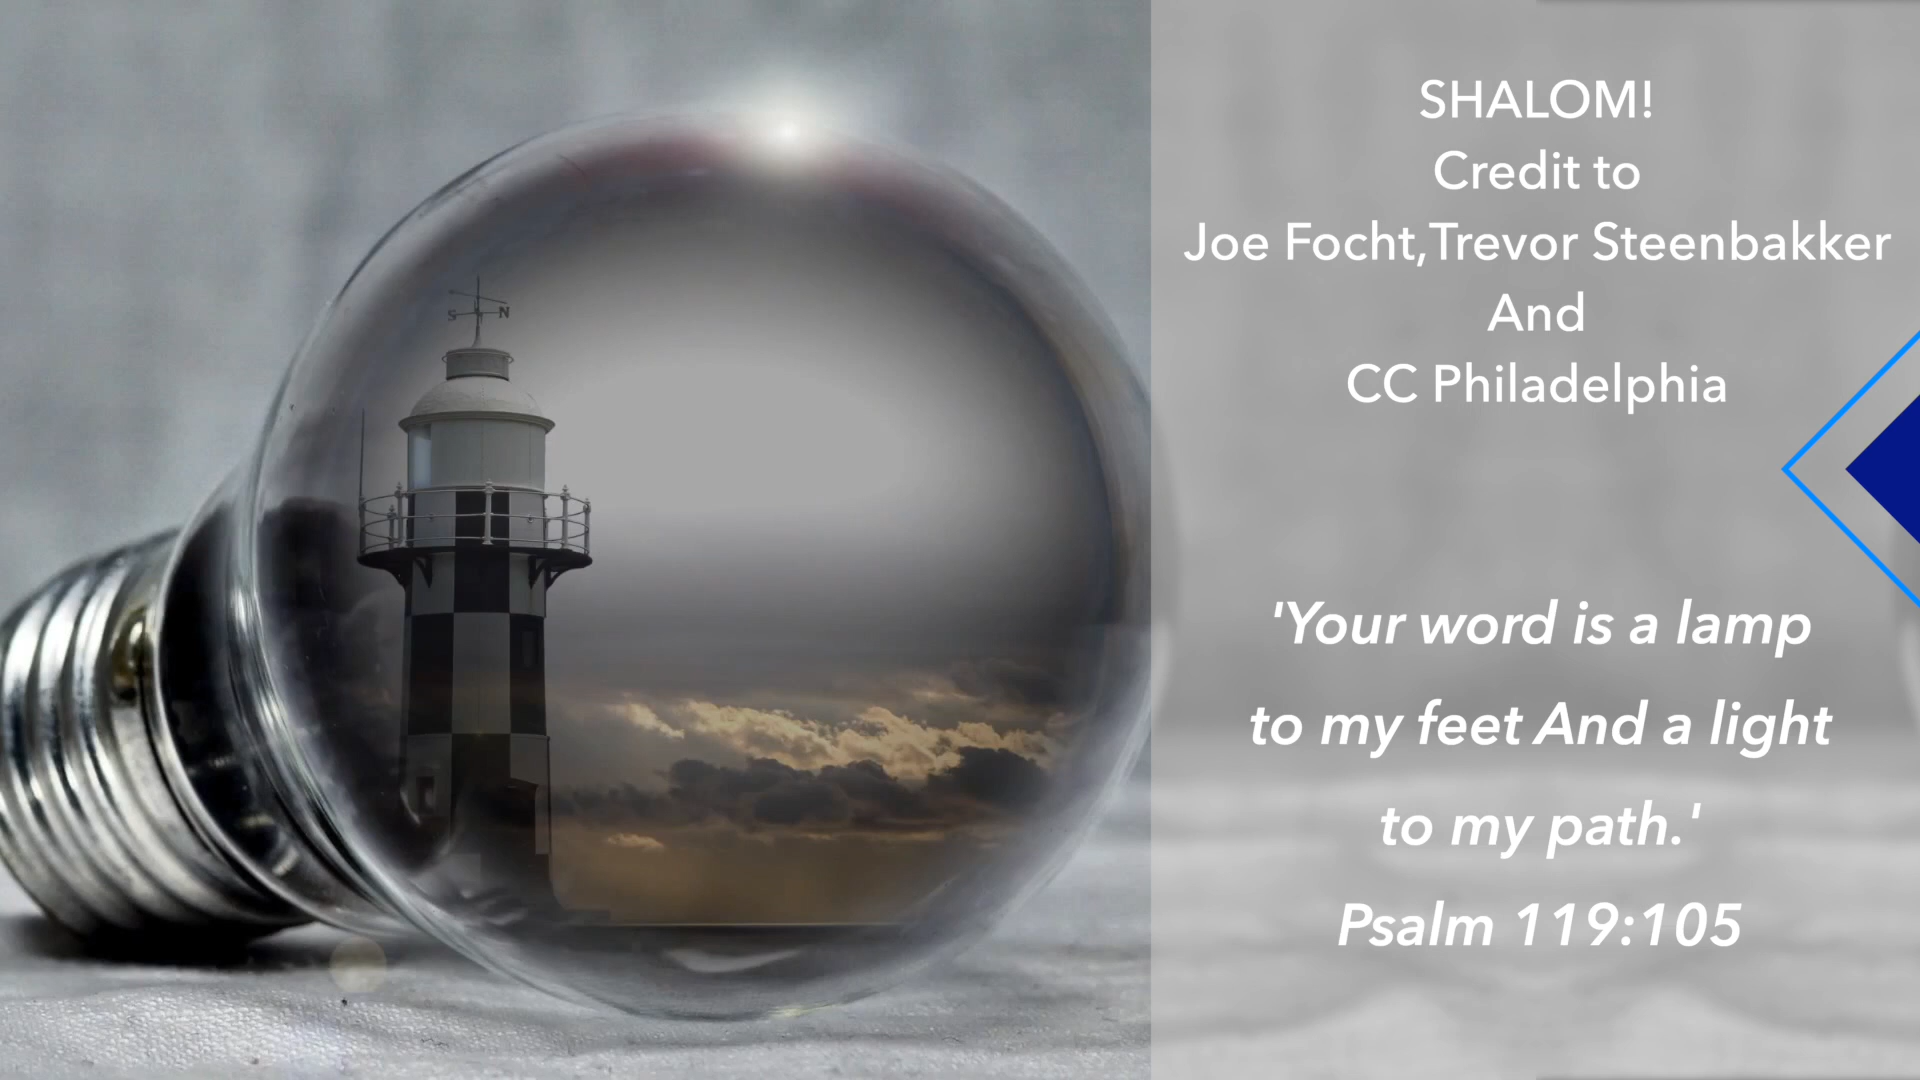 S N
SHALOM!
Credit to
Joe Focht,Trevor Steenbakker
And
CC Philadelphia
'Your word is a lamp
to my feet And a light
to my path.'
Psalm 119:105